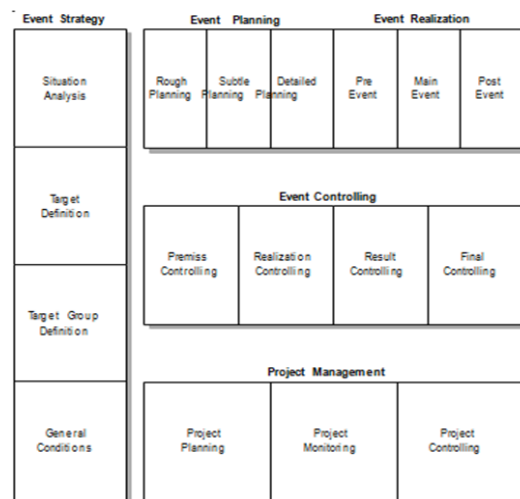 Event Strategy
Situation
Analysis
Target
Definition
Target Group
Definition
General
Conditions
Event Planning
Event Realization
Rough
Planning
Subtle
Planning
Detailed
Planning
Pre
Event
Main
Event
Post
Event
Event Controlling
Premiss
Controlling
Realization
Controlling
Result
Controlling
Final
Controlling
Project Management
Project
Planning
Project
Monitoring
Project
Controlling